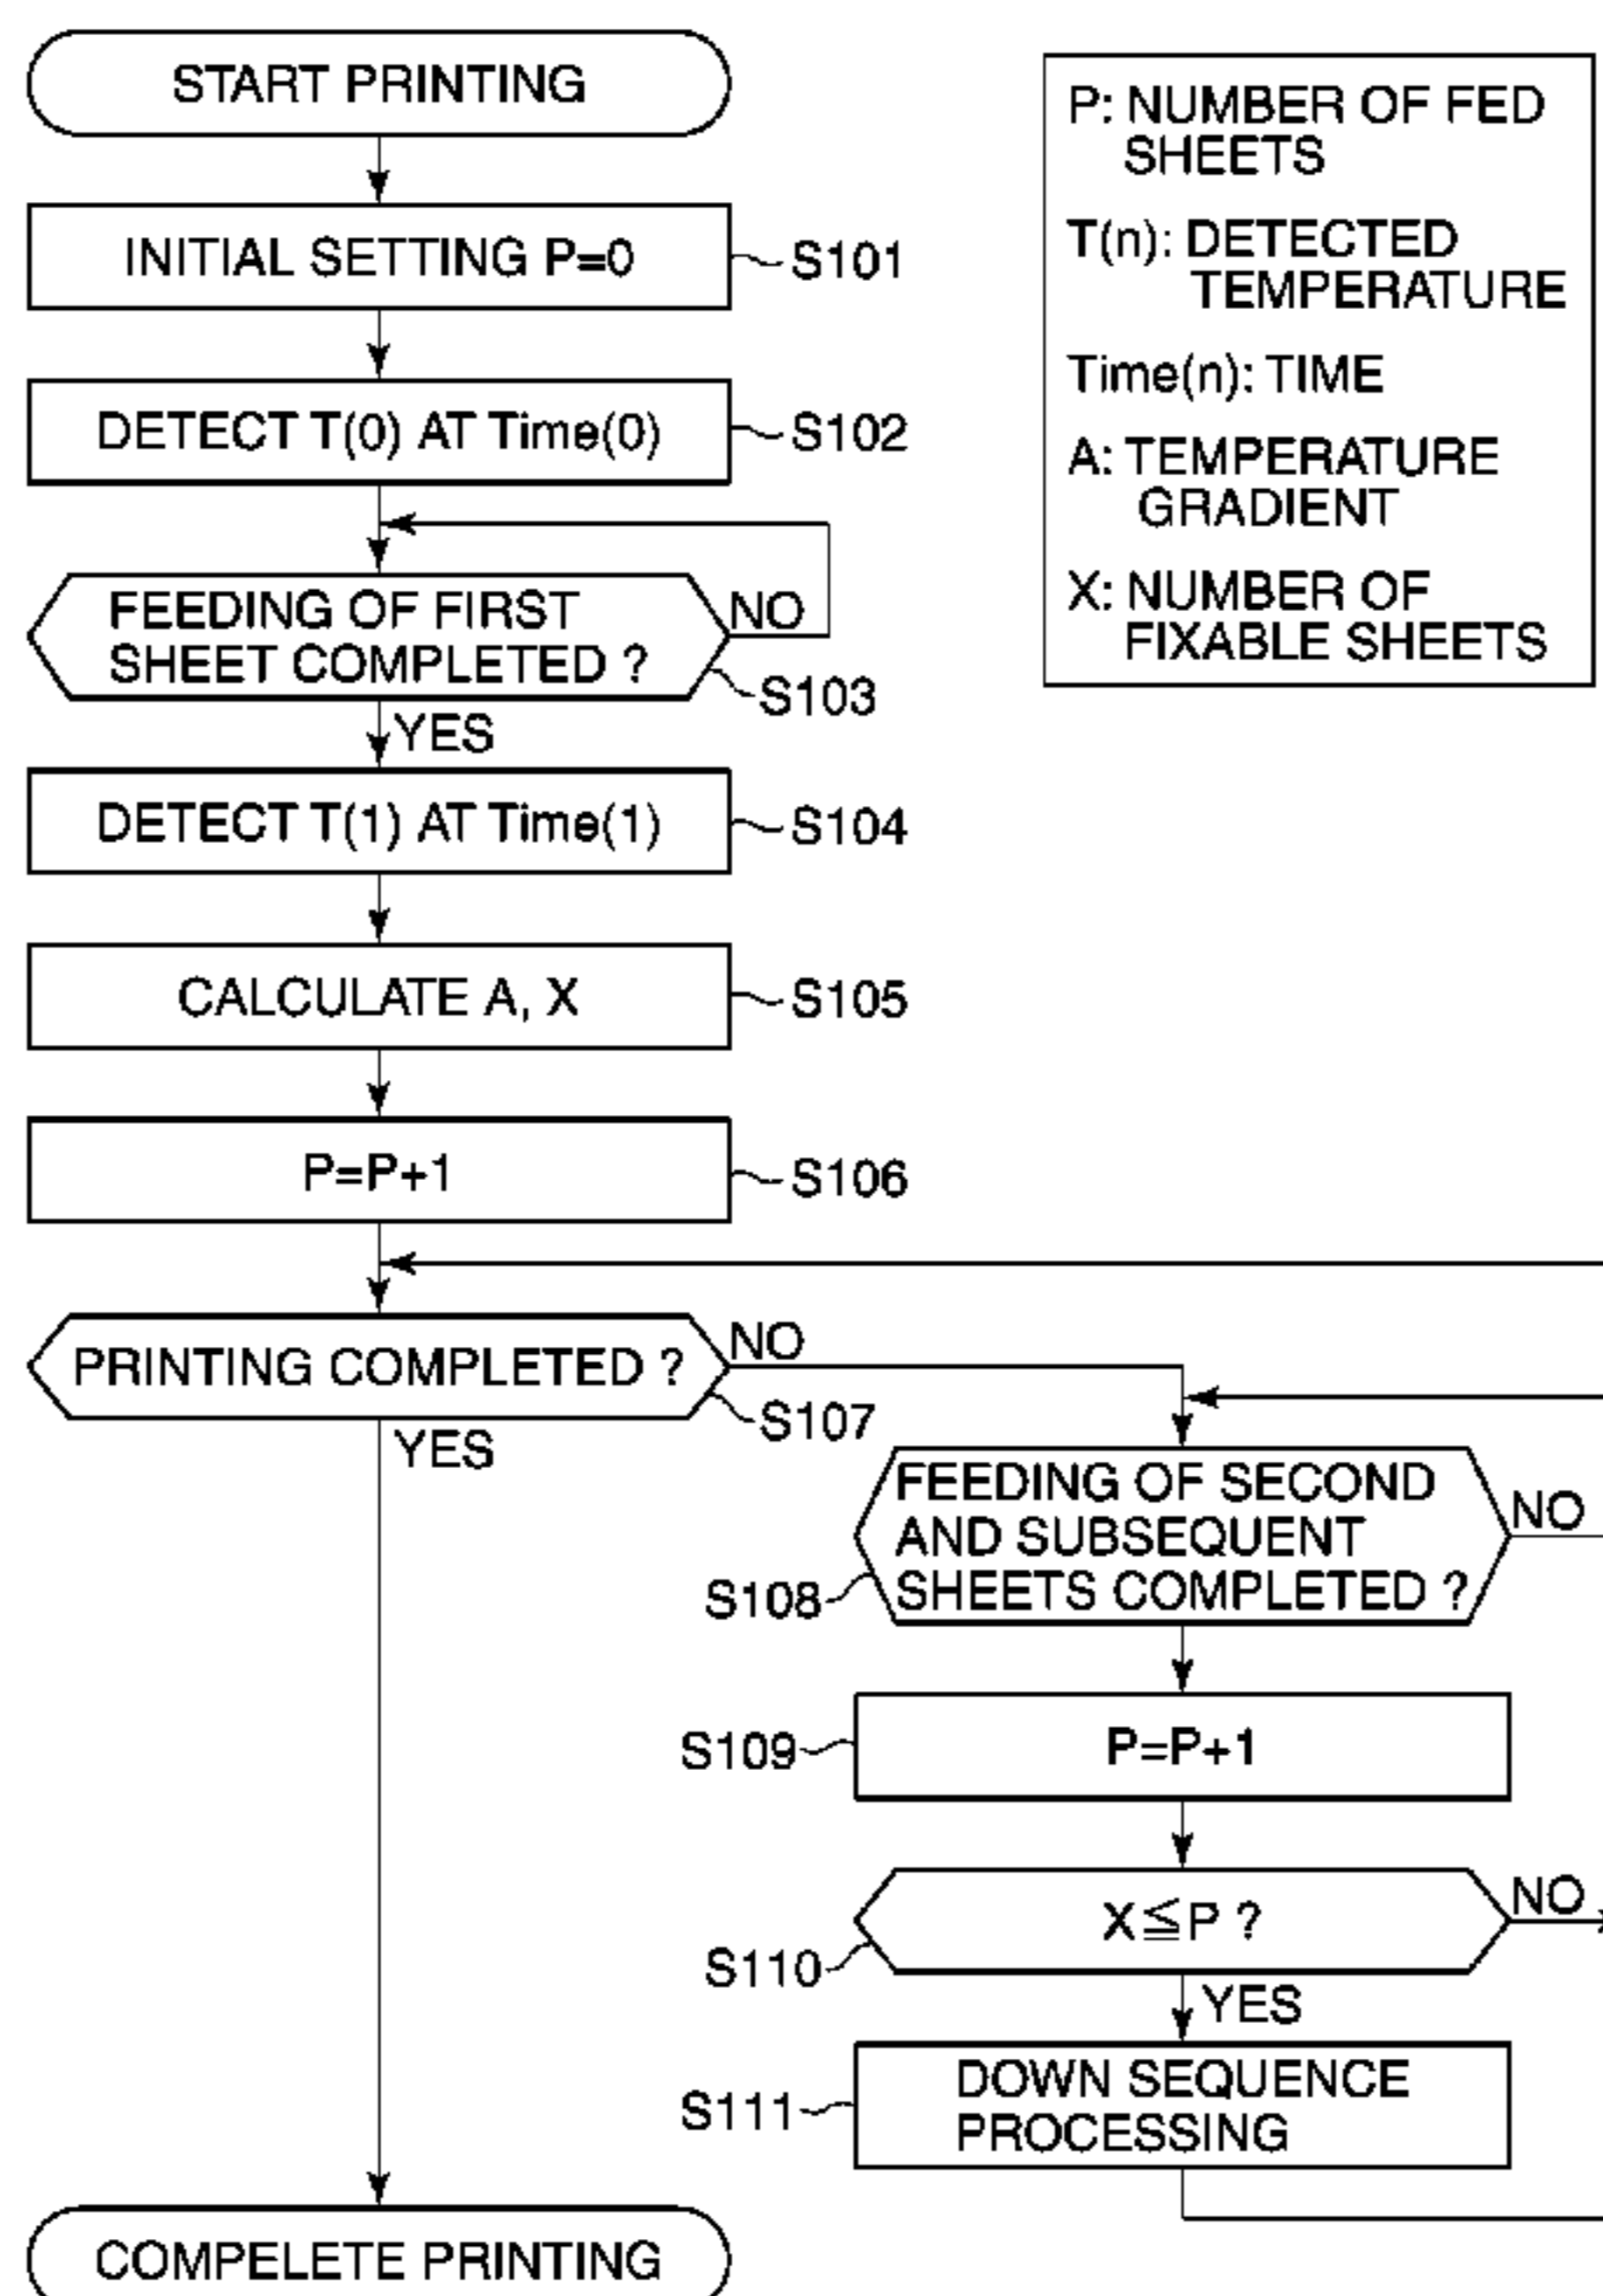 START PRINTING
INITIAL SETTING P=0
S101
DETECT T(0) AT Time(0)
S102
FEEDING OF FIRST
SHEET COMPLETED ?
NO
S103
YES
DETECT T(1) AT Time(1)
S104
CALCULATE A, X
S105
P=P+1
S106
PRINTING COMPLETED ?
NO
S107
YES
FEEDING OF SECOND
AND SUBSEQUENT
SHEETS COMPLETED ?
NO
S108
P=P+1
S109
X≦P ?
NO
S110
YES
DOWN SEQUENCE
PROCESSING
S111
COMPELETE PRINTING
P: NUMBER OF FED
SHEETS
T(n): DETECTED
TEMPERATURE
Time(n): TIME
A: TEMPERATURE
GRADIENT
X: NUMBER OF
FIXABLE SHEETS